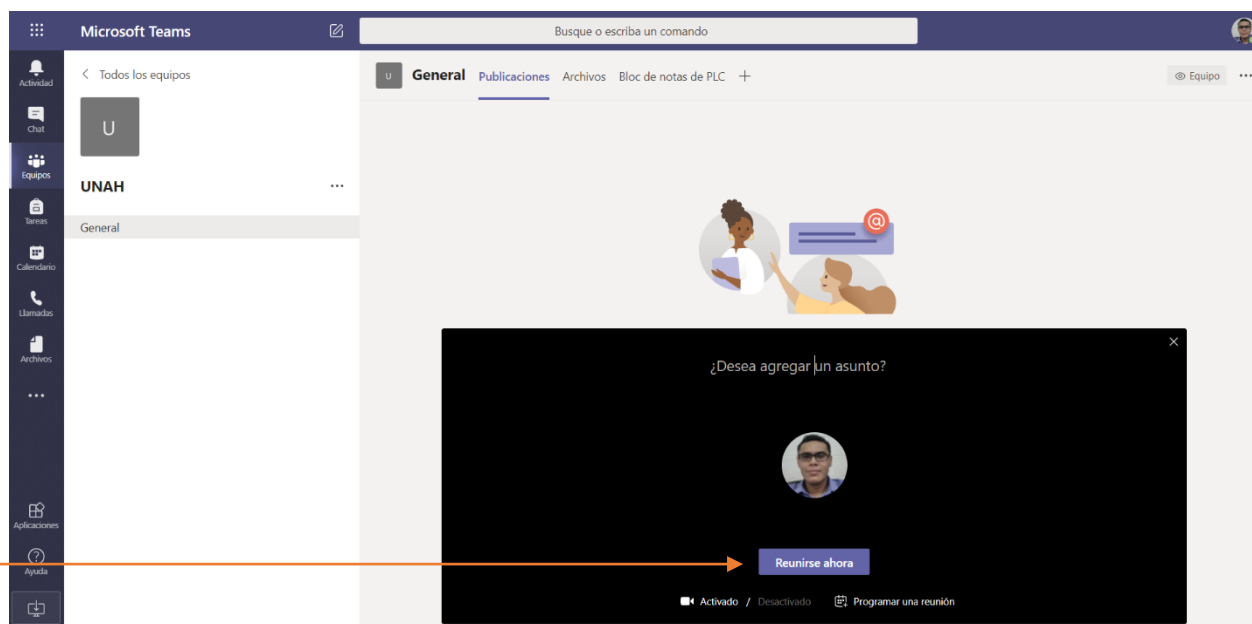 Microsoft Teams
Busque o escriba un comando
Actividad
Chat
Equipos
Tareas
Calendario
Llamadas
Archivos
Aplicaciones
Ayuda
Todos los equipos
U
UNAH
General
U General Publicaciones Archivos Bloc de notas de PLC
Equipo
@
¿Desea agregar un asunto?
Reunirse ahora
Activado / Desactivado Programar una reunión